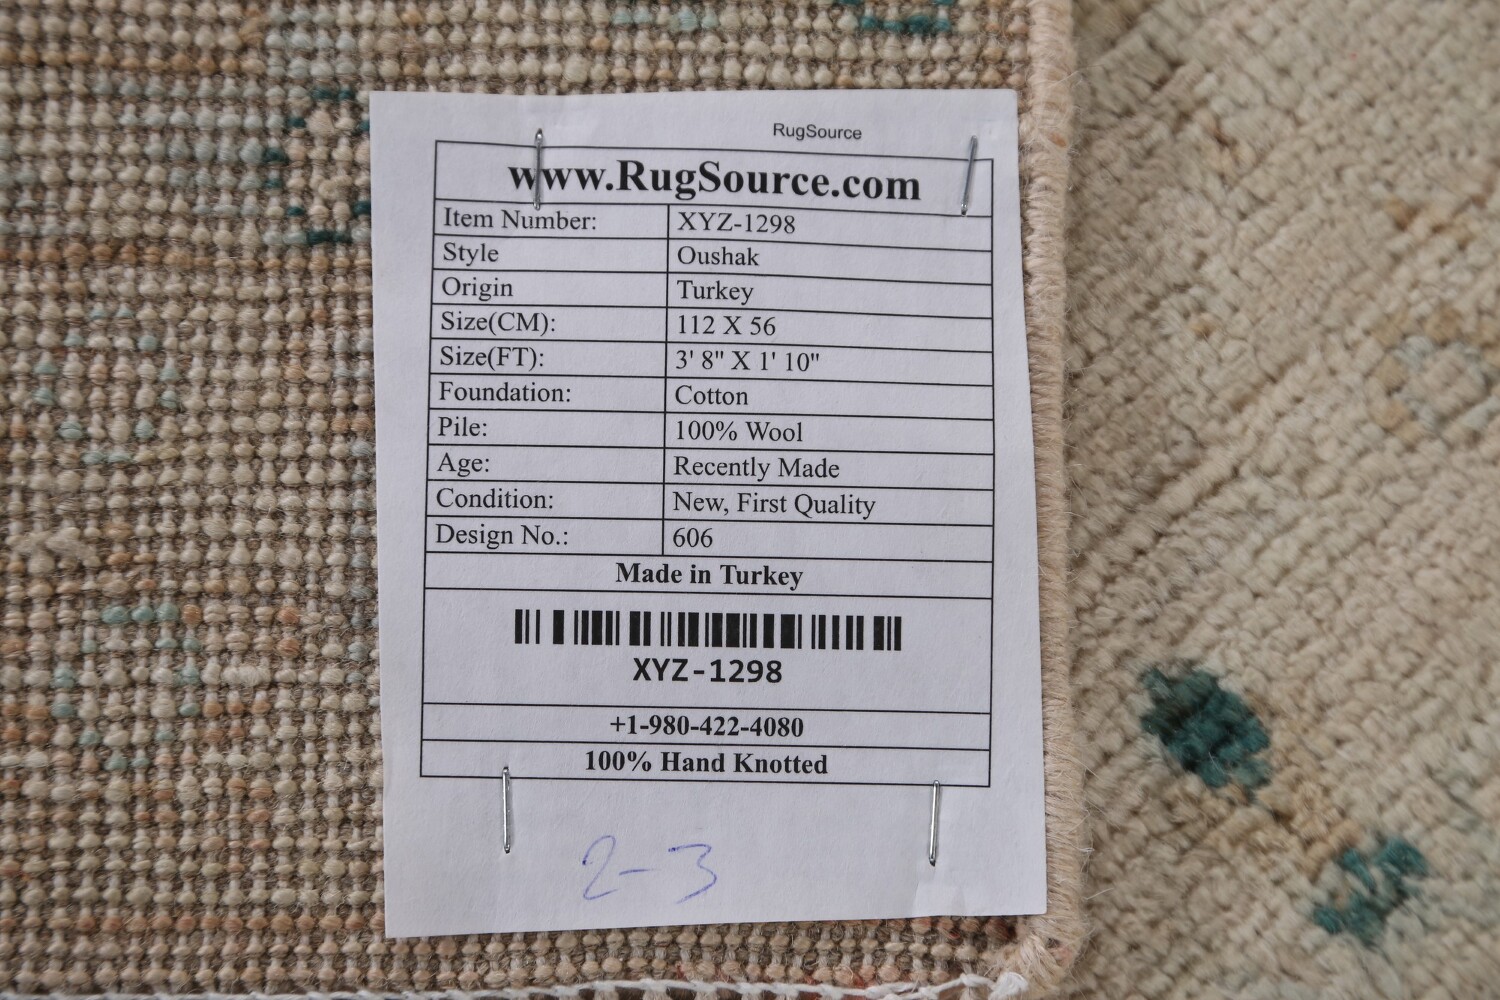 RugSource
www.RugSource.com
Item Number: XYZ-1298
Style Oushak
Origin Turkey
Size(CM): 112 X 56
Size(FT): 3' 8" X 1' 10"
Foundation: Cotton
Pile: 100% Wool
Age: Recently Made
Condition: New, First Quality
Design No.: 606
Made in Turkey
XYZ-1298
+1-980-422-4080
100% Hand Knotted
2-3